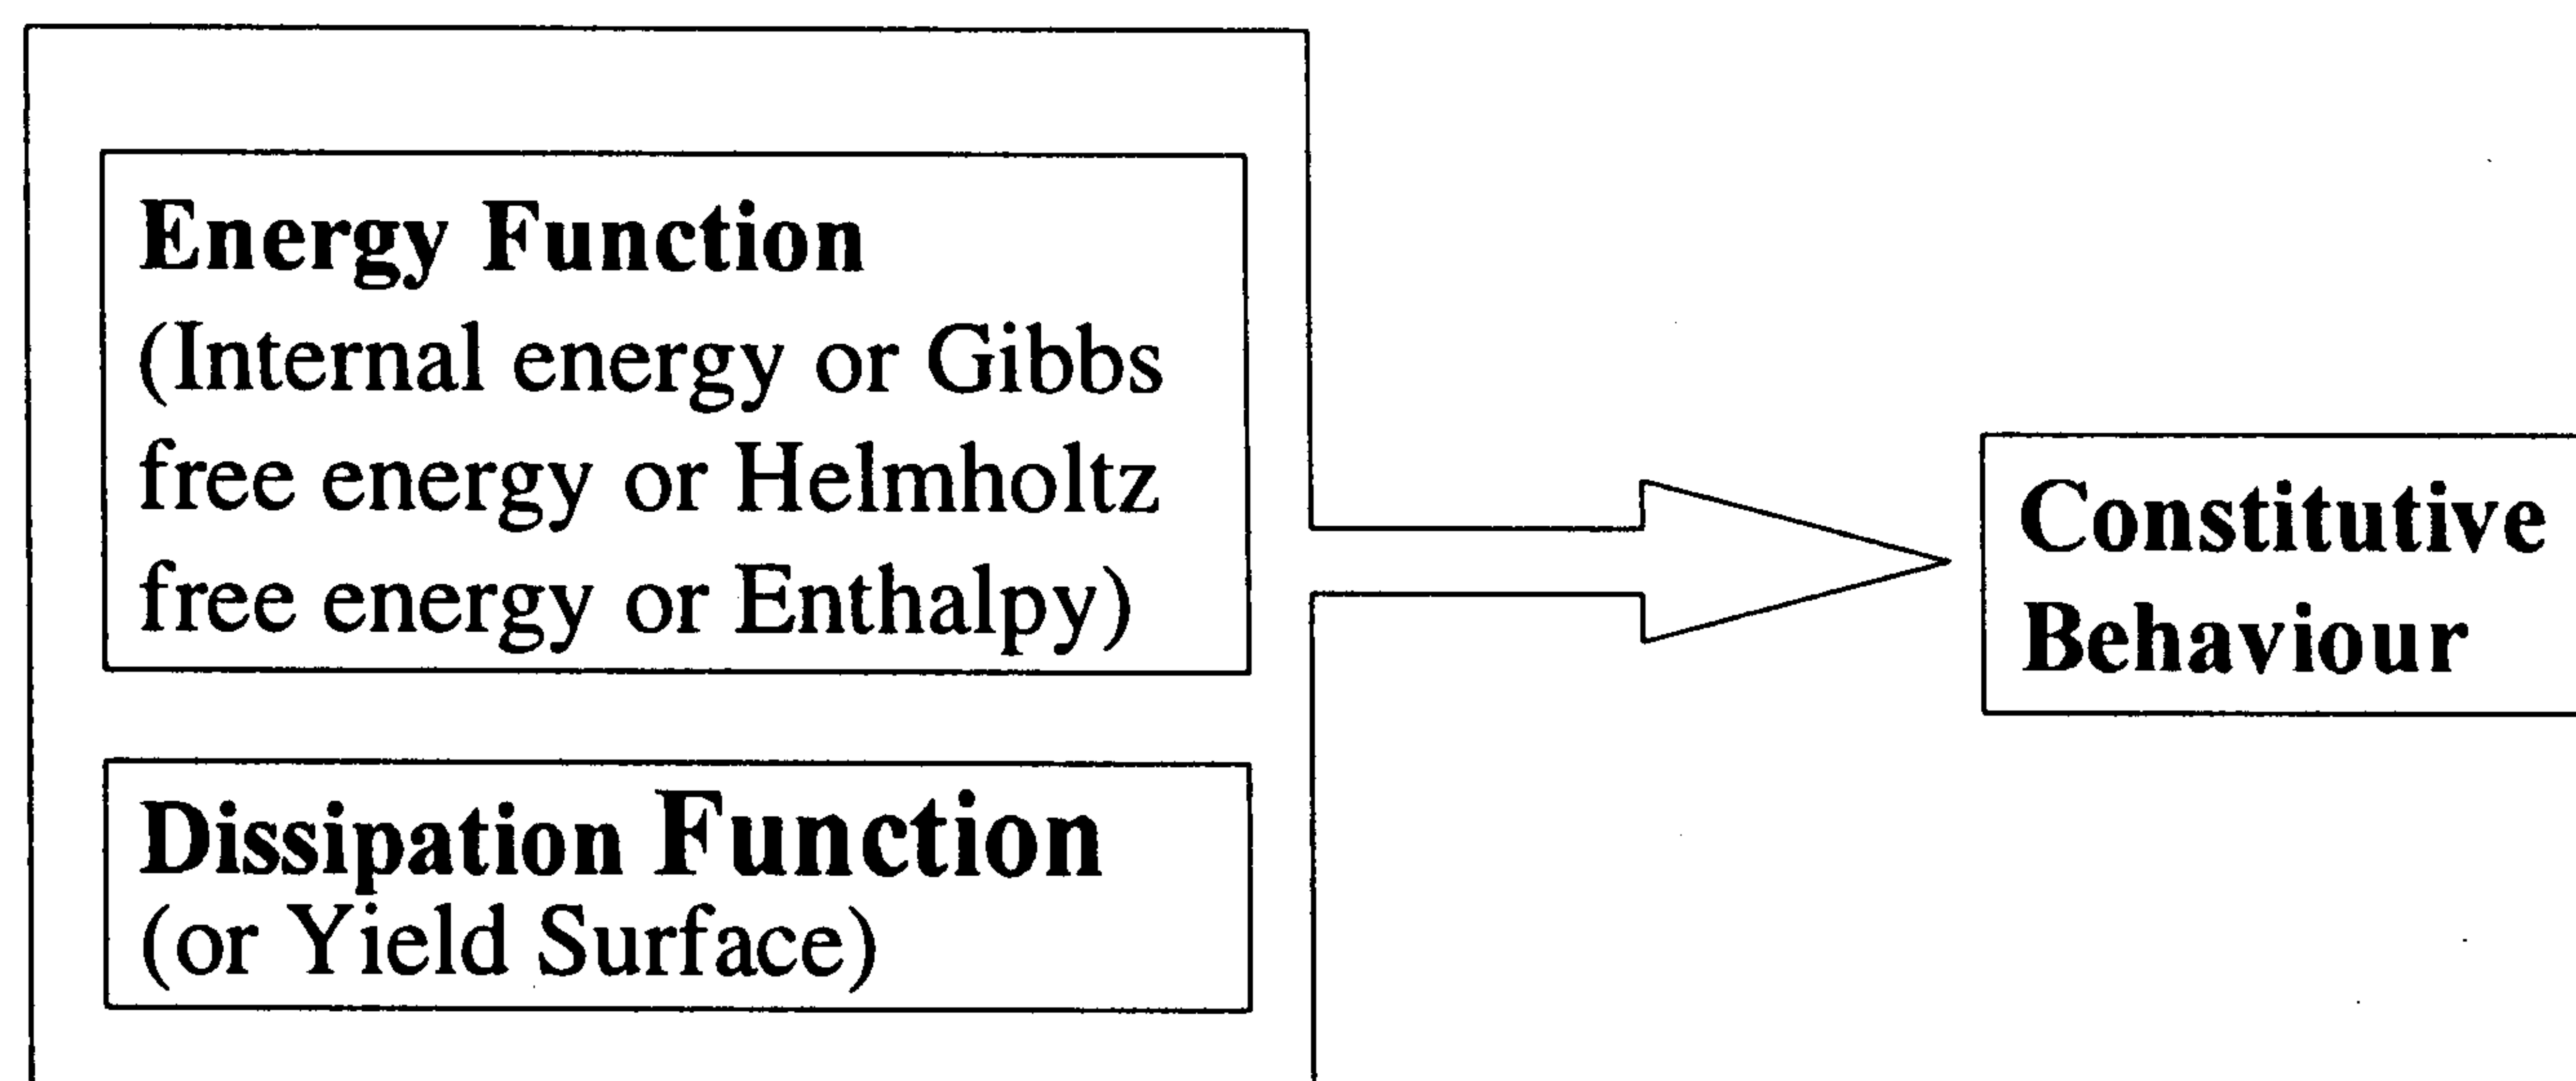 Energy Function
(Internal energy or Gibbs
free energy or Helmholtz
free energy or Enthalpy)
Dissipation Function
(or Yield Surface)
Constitutive
Behaviour